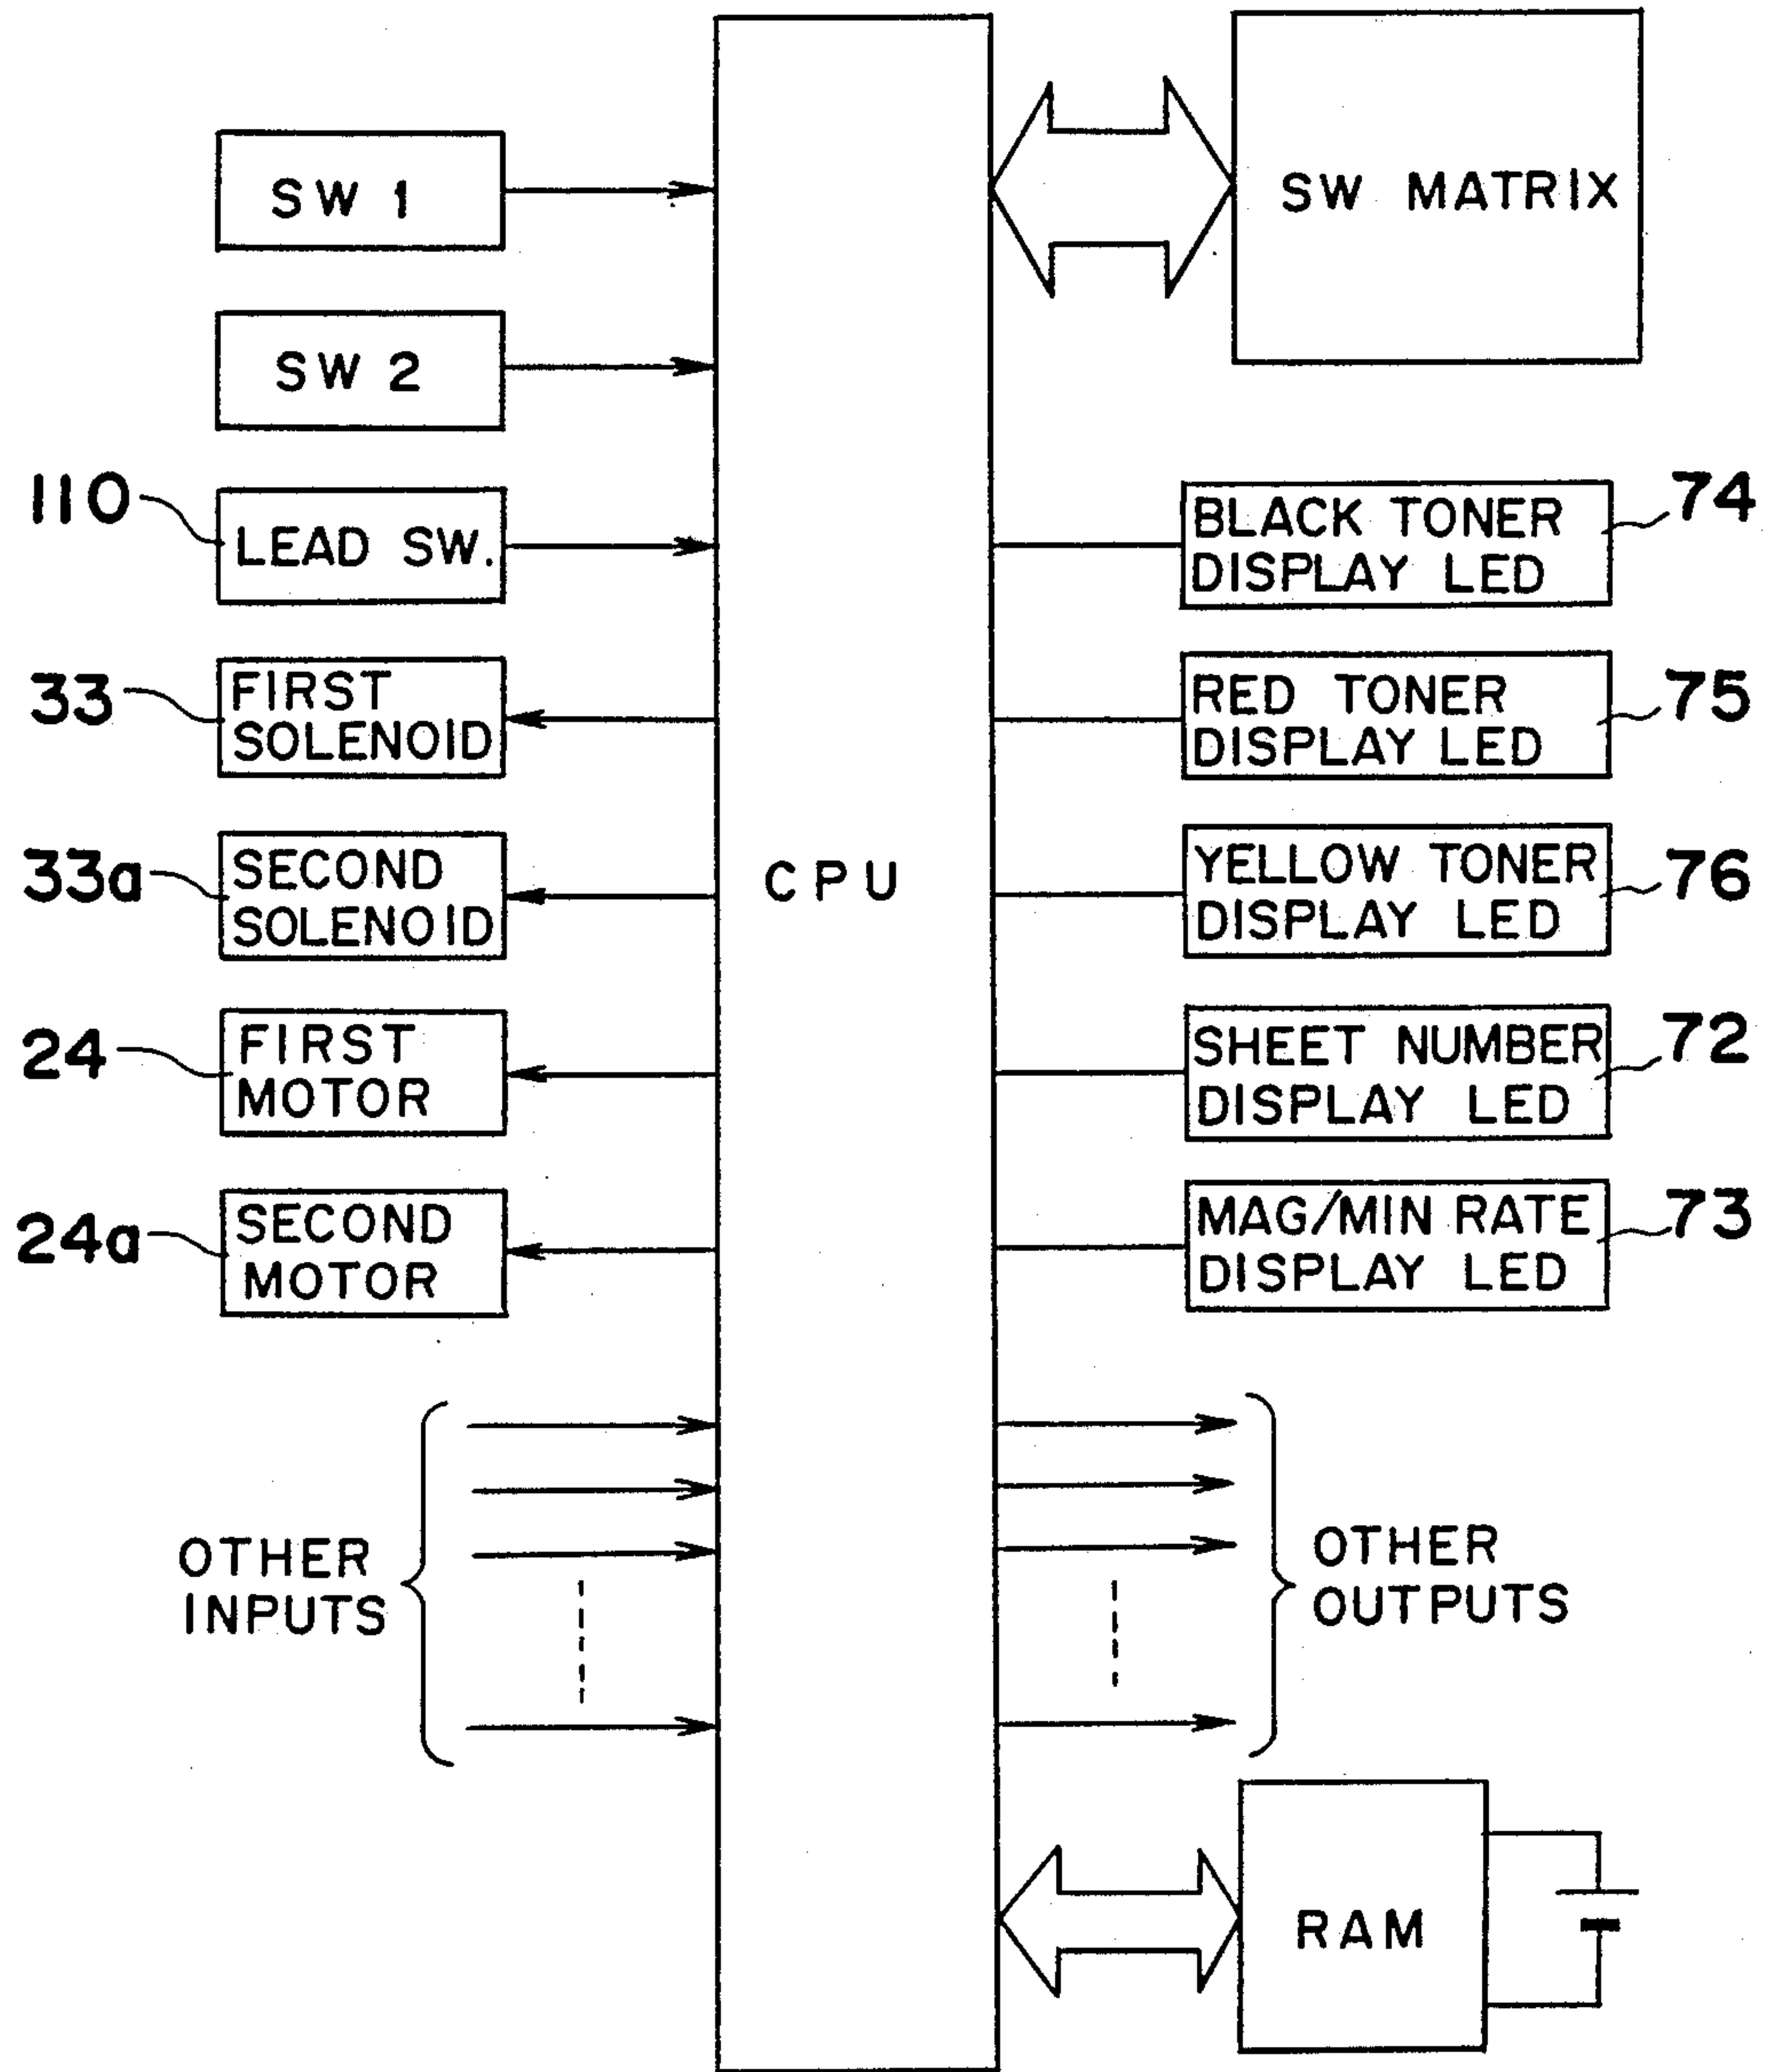 SW 1
SW MATRIX
SW 2
110
LEAD SW.
BLACK TONER
DISPLAY LED
74
33
FIRST
SOLENOID
RED TONER
DISPLAY LED
75
33a
SECOND
SOLENOID
CPU
YELLOW TONER
DISPLAY LED
76
24
FIRST
MOTOR
SHEET NUMBER
DISPLAY LED
72
24a
SECOND
MOTOR
MAG/MIN RATE
DISPLAY LED
73
OTHER
INPUTS
OTHER
OUTPUTS
RAM